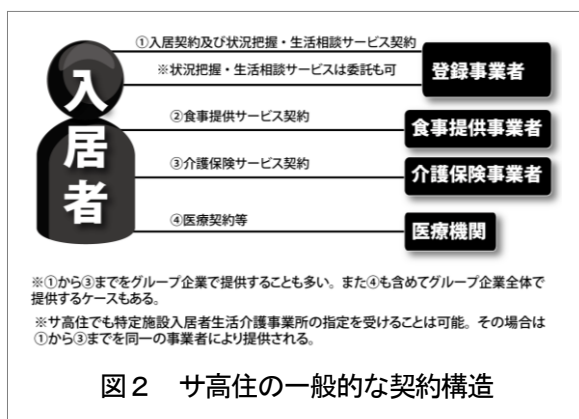 ①入居契約及び状況把握・生活相談サービス契約
※状況把握・生活相談サービスは委託も可
登録事業者
入居者
②食事提供サービス契約
食事提供事業者
③介護保険サービス契約
介護保険事業者
④医療契約等
医療機関
※①から③までをグループ企業で提供することも多い。また④も含めてグループ企業全体で
提供するケースもある。
※サ高住でも特定施設入居者生活介護事業所の指定を受けることは可能。その場合は
①から③までを同一の事業者により提供される。
図2 サ高住の一般的な契約構造